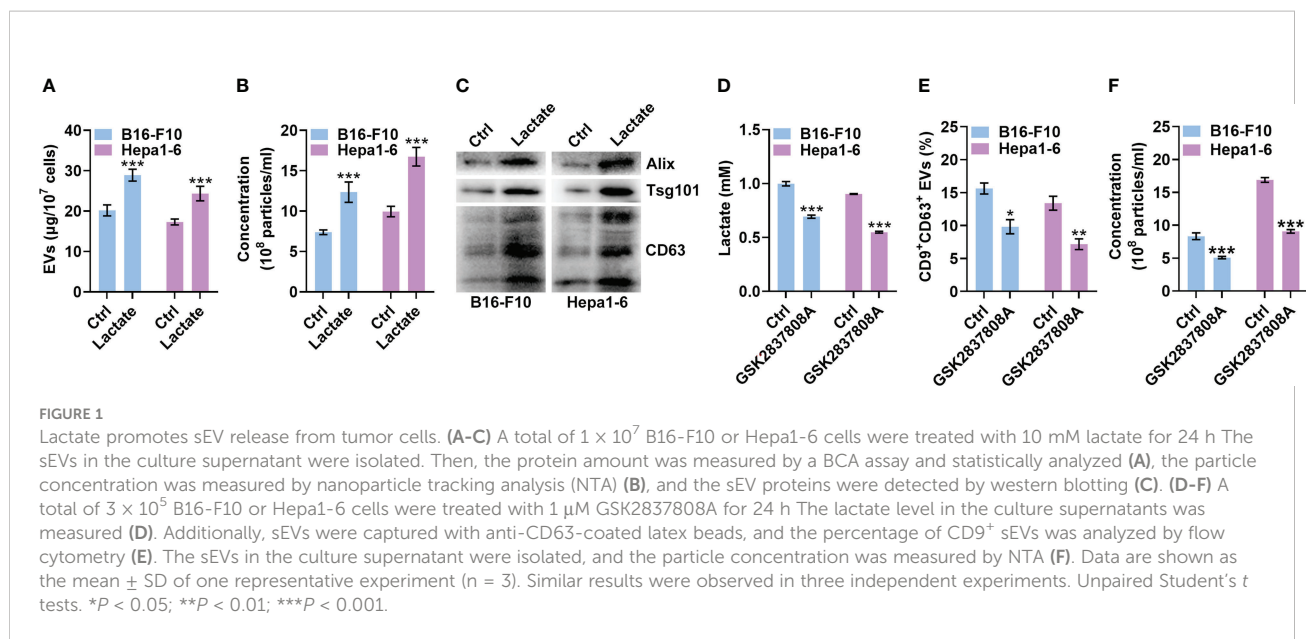 A
B16-F10
Hepa1-6
EVs (µg/10⁷ cells)
40
30
20
10
0
***
***
Ctrl
Lactate
Ctrl
Lactate
B
B16-F10
Hepa1-6
Concentration
(10⁸ particles/ml)
20
15
10
5
0
***
***
Ctrl
Lactate
Ctrl
Lactate
C
Ctrl
Lactate
Ctrl
Lactate
Alix
Tsg101
CD63
B16-F10
Hepa1-6
D
B16-F10
Hepa1-6
Lactate (mM)
1.5
1.0
0.5
0.0
***
***
Ctrl
GSK2837808A
Ctrl
GSK2837808A
E
B16-F10
Hepa1-6
CD9⁺CD63⁺ EVs (%)
25
20
15
10
5
0
*
**
Ctrl
GSK2837808A
Ctrl
GSK2837808A
F
B16-F10
Hepa1-6
Concentration
(10⁸ particles/ml)
25
20
15
10
5
0
***
***
Ctrl
GSK2837808A
Ctrl
GSK2837808A
FIGURE 1
Lactate promotes sEV release from tumor cells. (A-C) A total of 1 × 10⁷ B16-F10 or Hepa1-6 cells were treated with 10 mM lactate for 24 h The
sEVs in the culture supernatant were isolated. Then, the protein amount was measured by a BCA assay and statistically analyzed (A), the particle
concentration was measured by nanoparticle tracking analysis (NTA) (B), and the sEV proteins were detected by western blotting (C). (D-F) A
total of 3 × 10⁵ B16-F10 or Hepa1-6 cells were treated with 1 µM GSK2837808A for 24 h The lactate level in the culture supernatants was
measured (D). Additionally, sEVs were captured with anti-CD63-coated latex beads, and the percentage of CD9⁺ sEVs was analyzed by flow
cytometry (E). The sEVs in the culture supernatant were isolated, and the particle concentration was measured by NTA (F). Data are shown as
the mean ± SD of one representative experiment (n = 3). Similar results were observed in three independent experiments. Unpaired Student's t
tests. *P < 0.05; **P < 0.01; ***P < 0.001.